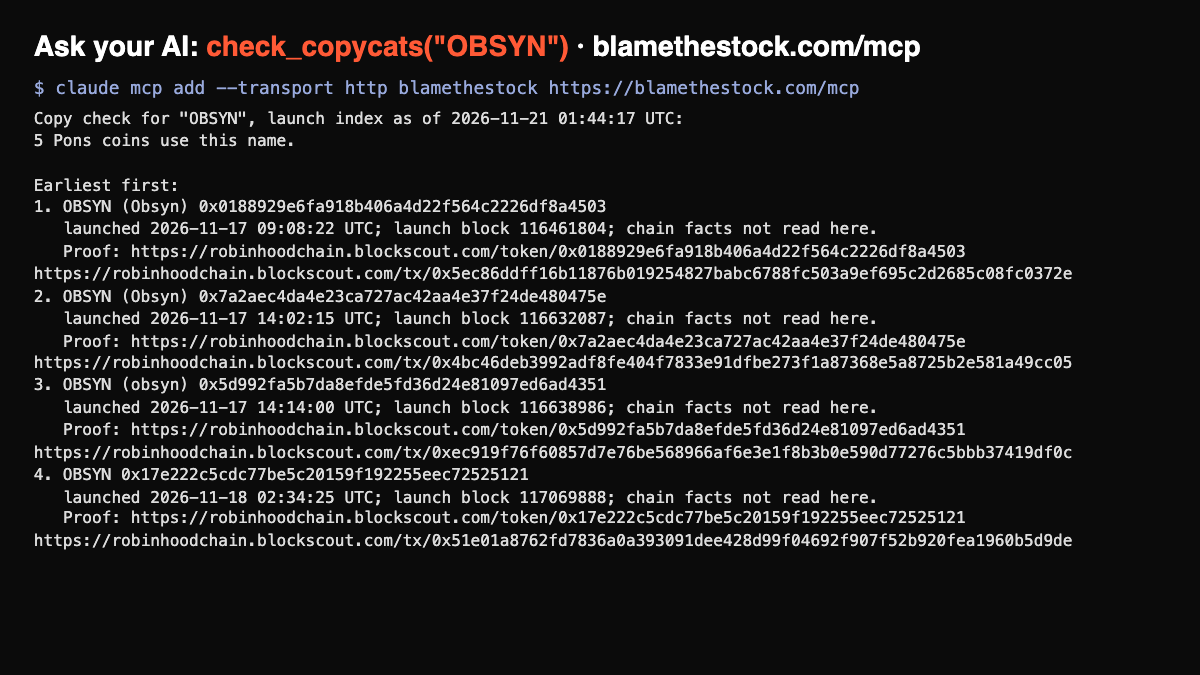 Ask your AI: check_copycats("OBSYN") · blamethestock.com/mcp
$ claude mcp add --transport http blamethestock https://blamethestock.com/mcp
Copy check for "OBSYN", launch index as of 2026-11-21 01:44:17 UTC:
5 Pons coins use this name.
Earliest first:
1. OBSYN (Obsyn) 0x0188929e6fa918b406a4d22f564c2226df8a4503
launched 2026-11-17 09:08:22 UTC; launch block 116461804; chain facts not read here.
Proof: https://robinhoodchain.blockscout.com/token/0x0188929e6fa918b406a4d22f564c2226df8a4503
https://robinhoodchain.blockscout.com/tx/0x5ec86ddff16b11876b019254827babc6788fc503a9ef695c2d2685c08fc0372e
2. OBSYN (Obsyn) 0x7a2aec4da4e23ca727ac42aa4e37f24de480475e
launched 2026-11-17 14:02:15 UTC; launch block 116632087; chain facts not read here.
Proof: https://robinhoodchain.blockscout.com/token/0x7a2aec4da4e23ca727ac42aa4e37f24de480475e
https://robinhoodchain.blockscout.com/tx/0x4bc46deb3992adf8fe404f7833e91dfbe273f1a87368e5a8725b2e581a49cc05
3. OBSYN (obsyn) 0x5d992fa5b7da8efde5fd36d24e81097ed6ad4351
launched 2026-11-17 14:14:00 UTC; launch block 116638986; chain facts not read here.
Proof: https://robinhoodchain.blockscout.com/token/0x5d992fa5b7da8efde5fd36d24e81097ed6ad4351
https://robinhoodchain.blockscout.com/tx/0xec919f76f60857d7e76be568966af6e3e1f8b3b0e590d77276c5bbb37419df0c
4. OBSYN 0x17e222c5cdc77be5c20159f192255eec72525121
launched 2026-11-18 02:34:25 UTC; launch block 117069888; chain facts not read here.
Proof: https://robinhoodchain.blockscout.com/token/0x17e222c5cdc77be5c20159f192255eec72525121
https://robinhoodchain.blockscout.com/tx/0x51e01a8762fd7836a0a393091dee428d99f04692f907f52b920fea1960b5d9de